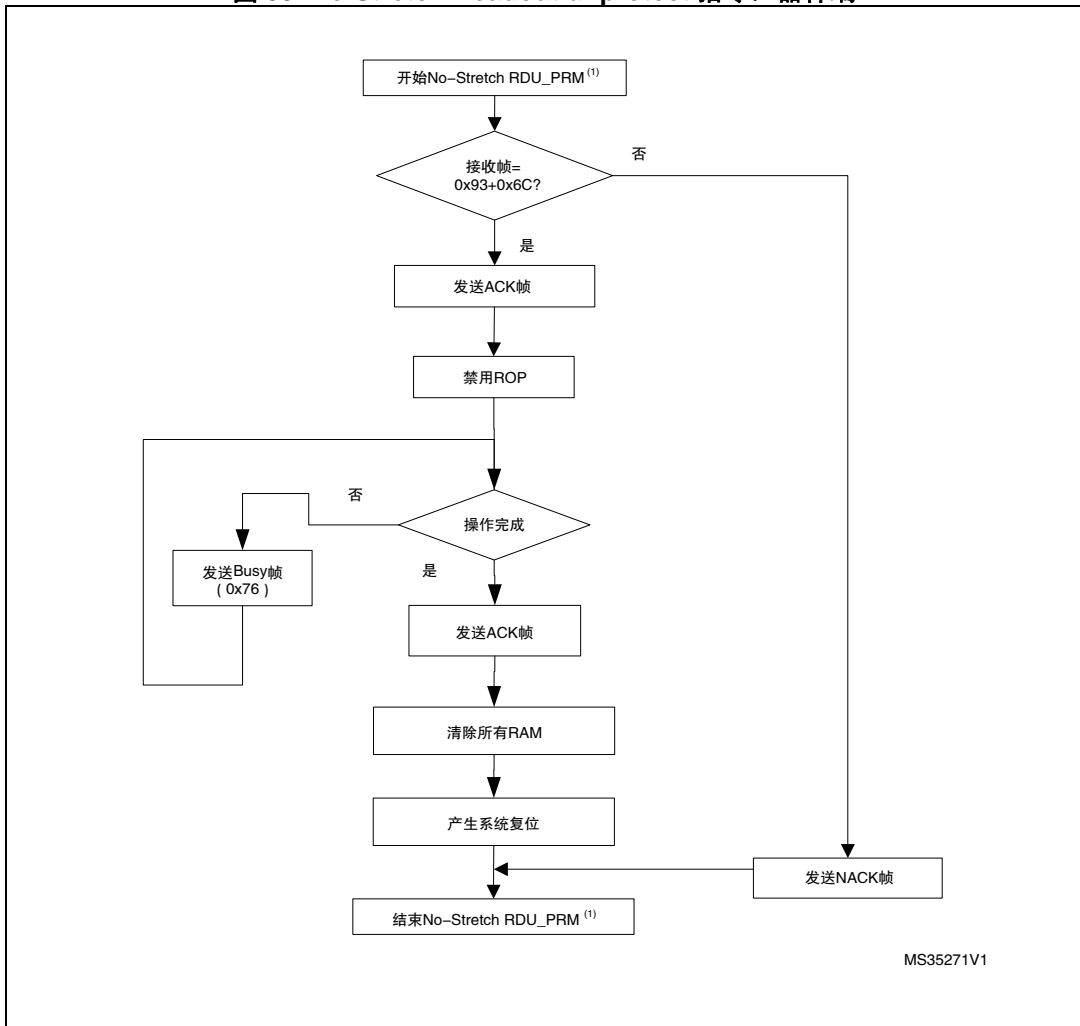 开始No-Stretch RDU_PRM (1)
接收帧=
0x93+0x6C?
否
是
发送ACK帧
禁用ROP
否
操作完成
发送Busy帧
( 0x76 )
是
发送ACK帧
清除所有RAM
产生系统复位
发送NACK帧
结束No-Stretch RDU_PRM (1)
MS35271V1